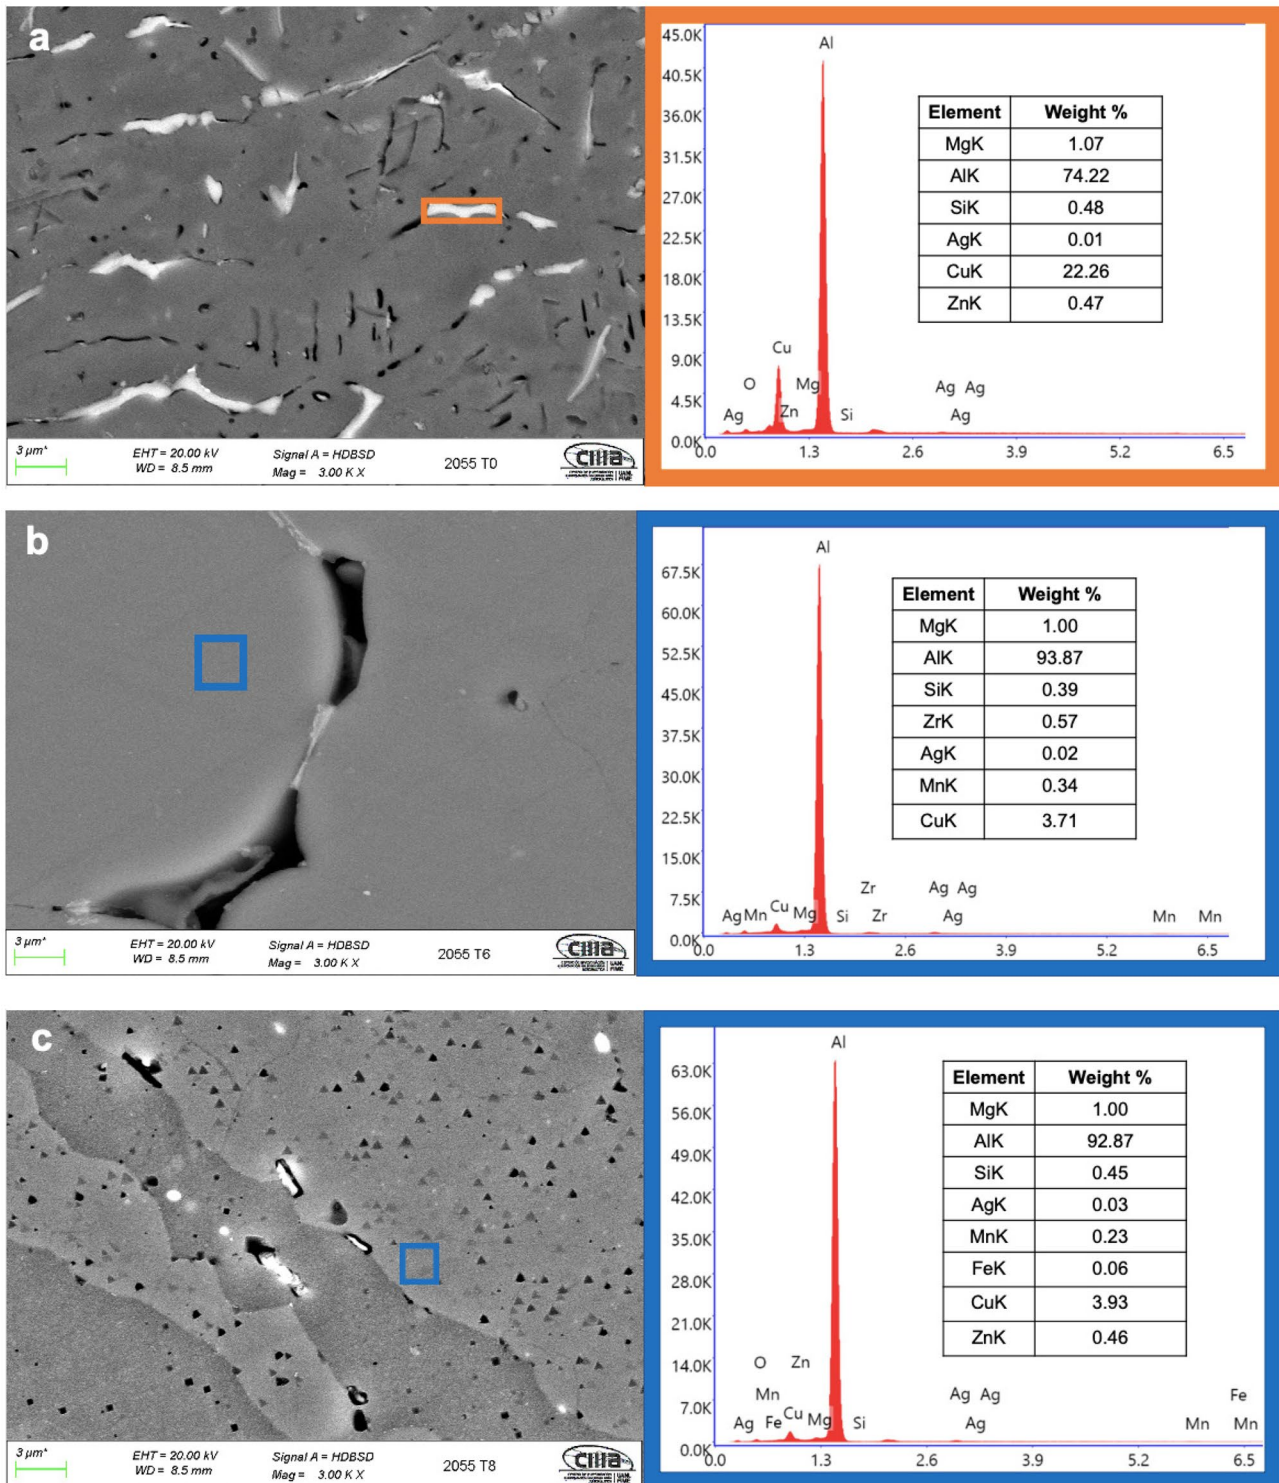 a
3 µm*
EHT = 20.00 kV
WD = 8.5 mm
Signal A = HDBSD
Mag = 3.00 K X
2055 T0
CIIIA
UANL
FIME
45.0K
40.5K
36.0K
31.5K
27.0K
22.5K
18.0K
13.5K
9.0K
4.5K
0.0K
Al
Cu
O
Mg
Ag Ag
Ag
Zn
Si
Ag
0.0 1.3 2.6 3.9 5.2 6.5
Element Weight %
MgK 1.07
AlK 74.22
SiK 0.48
AgK 0.01
CuK 22.26
ZnK 0.47
b
3 µm*
EHT = 20.00 kV
WD = 8.5 mm
Signal A = HDBSD
Mag = 3.00 K X
2055 T6
CIIIA
UANL
FIME
67.5K
60.0K
52.5K
45.0K
37.5K
30.0K
22.5K
15.0K
7.5K
0.0K
Al
Zr
Ag Ag
Ag Mn Cu Mg Si Zr Ag Mn Mn
0.0 1.3 2.6 3.9 5.2 6.5
Element Weight %
MgK 1.00
AlK 93.87
SiK 0.39
ZrK 0.57
AgK 0.02
MnK 0.34
CuK 3.71
c
3 µm*
EHT = 20.00 kV
WD = 8.5 mm
Signal A = HDBSD
Mag = 3.00 K X
2055 T8
CIIIA
UANL
FIME
63.0K
56.0K
49.0K
42.0K
35.0K
28.0K
21.0K
14.0K
7.0K
0.0K
Al
O Zn
Mn Ag Ag Fe
Ag Fe Cu Mg Si Ag Mn Mn
0.0 1.3 2.6 3.9 5.2 6.5
Element Weight %
MgK 1.00
AlK 92.87
SiK 0.45
AgK 0.03
MnK 0.23
FeK 0.06
CuK 3.93
ZnK 0.46